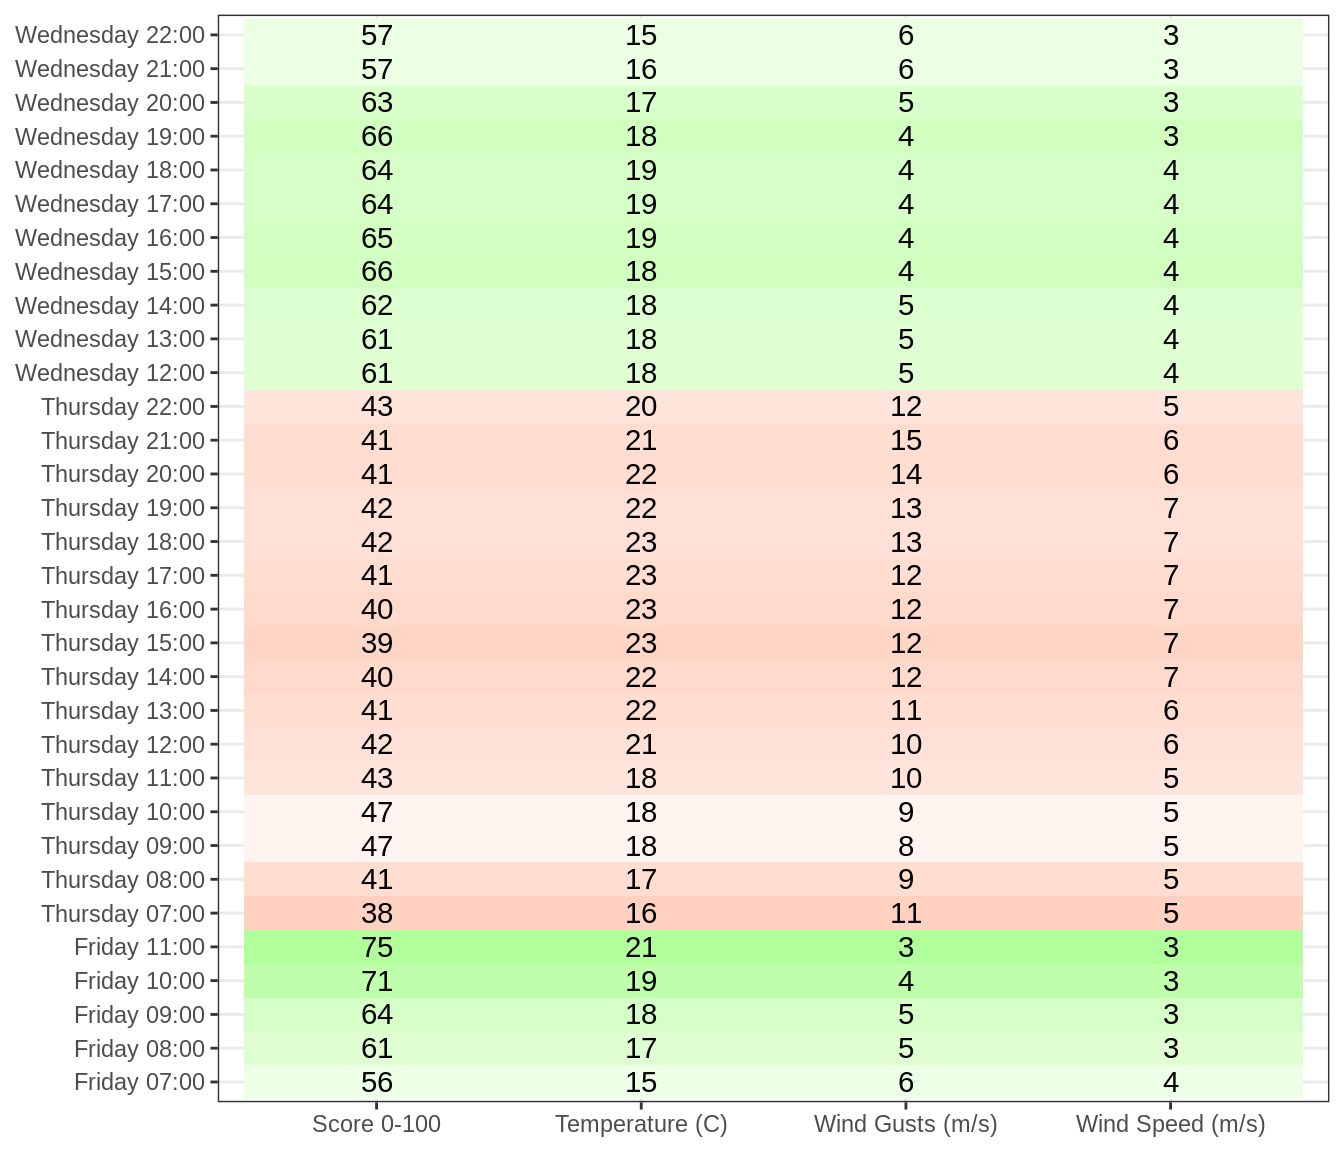 Wednesday 22:00 57 15 6 3
Wednesday 21:00 57 16 6 3
Wednesday 20:00 63 17 5 3
Wednesday 19:00 66 18 4 3
Wednesday 18:00 64 19 4 4
Wednesday 17:00 64 19 4 4
Wednesday 16:00 65 19 4 4
Wednesday 15:00 66 18 4 4
Wednesday 14:00 62 18 5 4
Wednesday 13:00 61 18 5 4
Wednesday 12:00 61 18 5 4
Thursday 22:00 43 20 12 5
Thursday 21:00 41 21 15 6
Thursday 20:00 41 22 14 6
Thursday 19:00 42 22 13 7
Thursday 18:00 42 23 13 7
Thursday 17:00 41 23 12 7
Thursday 16:00 40 23 12 7
Thursday 15:00 39 23 12 7
Thursday 14:00 40 22 12 7
Thursday 13:00 41 22 11 6
Thursday 12:00 42 21 10 6
Thursday 11:00 43 18 10 5
Thursday 10:00 47 18 9 5
Thursday 09:00 47 18 8 5
Thursday 08:00 41 17 9 5
Thursday 07:00 38 16 11 5
Friday 11:00 75 21 3 3
Friday 10:00 71 19 4 3
Friday 09:00 64 18 5 3
Friday 08:00 61 17 5 3
Friday 07:00 56 15 6 4
Score 0-100 Temperature (C) Wind Gusts (m/s) Wind Speed (m/s)